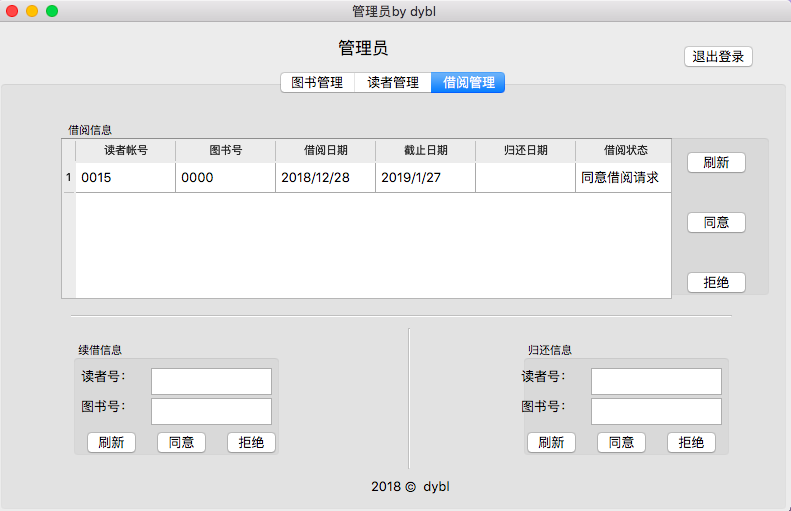 管理员by dybl
管理员
退出登录
图书管理 读者管理 借阅管理
借阅信息
读者帐号 图书号 借阅日期 截止日期 归还日期 借阅状态
1 0015 0000 2018/12/28 2019/1/27 同意借阅请求
刷新
同意
拒绝
续借信息
读者号：
图书号：
刷新 同意 拒绝
归还信息
读者号：
图书号：
刷新 同意 拒绝
2018 © dybl